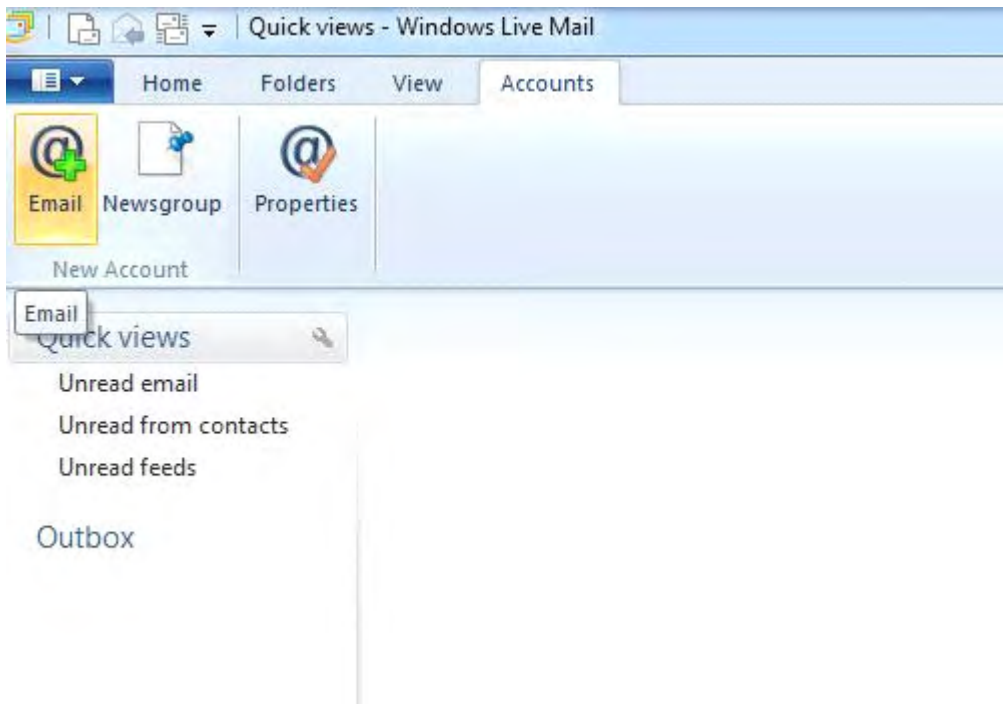 Quick views - Windows Live Mail
Home Folders View Accounts
Email Newsgroup Properties
New Account
Email
Quick views
Unread email
Unread from contacts
Unread feeds
Outbox